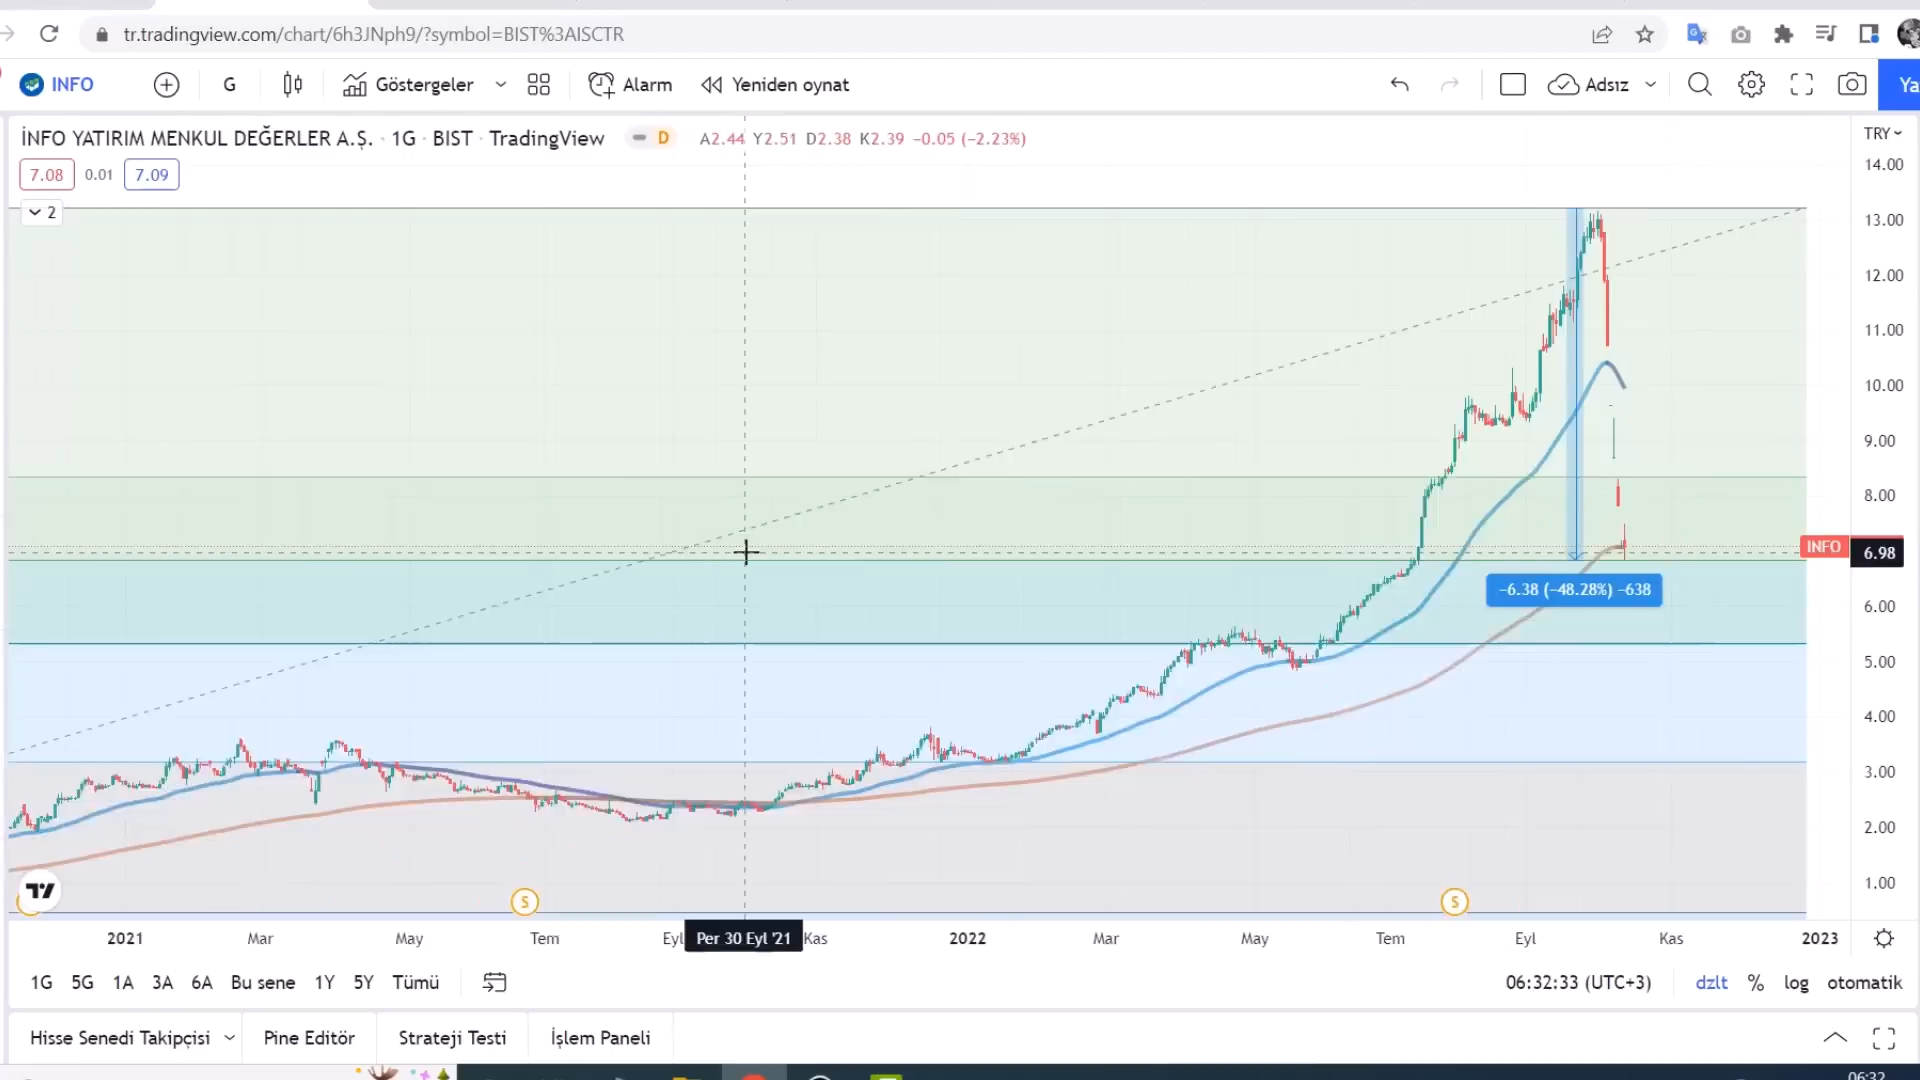 tr.tradingview.com/chart/6h3JNph9/?symbol=BIST%3AISCTR
INFO G Göstergeler Alarm Yeniden oynat Adsız Ya
İNFO YATIRIM MENKUL DEĞERLER A.Ş. · 1G · BIST · TradingView D A2.44 Y2.51 D2.38 K2.39 −0.05 (−2.23%) TRY
7.08 0.01 7.09
2
14.00
13.00
12.00
11.00
10.00
9.00
8.00
INFO 6.98
−6.38 (−48.28%) −638
6.00
5.00
4.00
3.00
2.00
1.00
S S
2021 Mar May Tem Eyl Per 30 Eyl '21 Kas 2022 Mar May Tem Eyl Kas 2023
1G 5G 1A 3A 6A Bu sene 1Y 5Y Tümü 06:32:33 (UTC+3) dzlt % log otomatik
Hisse Senedi Takipçisi Pine Editör Strateji Testi İşlem Paneli
06:32